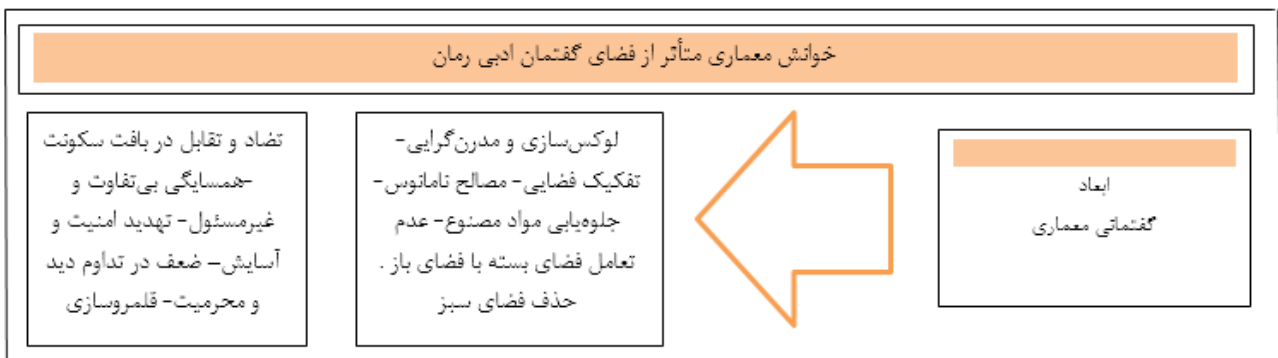 خوانش معماری متأثر از فضای گفتمان ادبی رمان
ابعاد
گفتمانی معماری
لوکس‌سازی و مدرن‌گرایی-
تفکیک فضایی- مصالح نامانوس-
جلوه‌یابی مواد مصنوع- عدم
تعامل فضای بسته با فضای باز .
حذف فضای سبز
تضاد و تقابل در بافت سکونت
-همسایگی بی‌تفاوت و
غیرمسئول- تهدید امنیت و
آسایش– ضعف در تداوم دید
و محرمیت- قلمروسازی